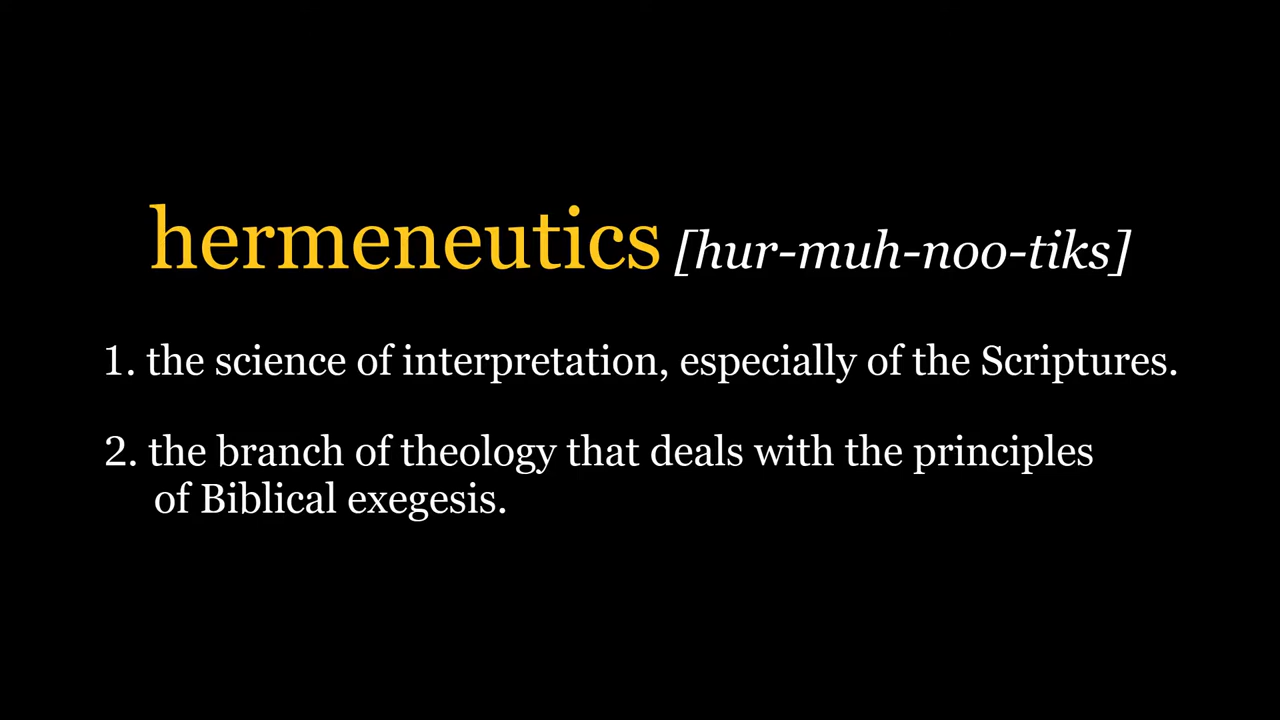 hermeneutics [hur-muh-noo-tiks]
1. the science of interpretation, especially of the Scriptures.
2. the branch of theology that deals with the principles
of Biblical exegesis.